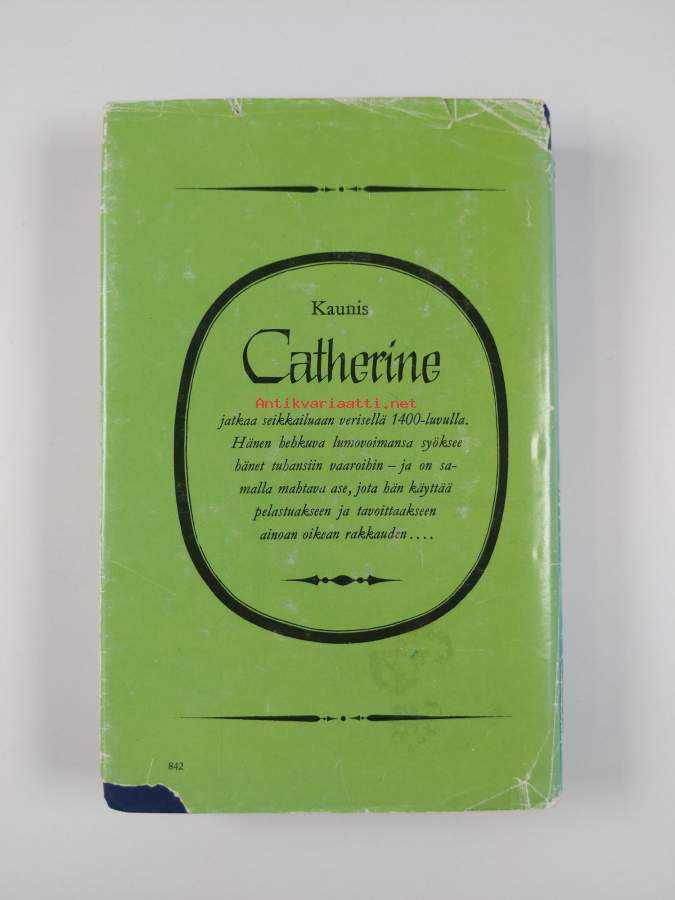 Kaunis
Catherine
Antikvariaatti.net
jatkaa seikkailuaan verisellä 1400-luvulla.
Hänen hehkuva lumovoimansa syöksee
hänet tuhansiin vaaroihin – ja on sa-
malla mahtava ase, jota hän käyttää
pelastuakseen ja tavoittaakseen
ainoan oikean rakkauden....
842